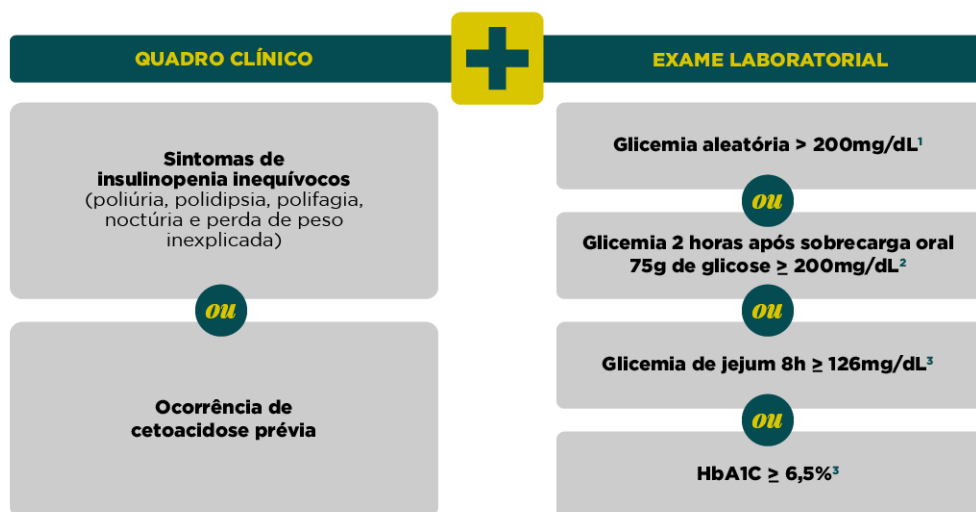 QUADRO CLÍNICO
Sintomas de
insulinopenia inequívocos
(poliúria, polidipsia, polifagia,
noctúria e perda de peso
inexplicada)
ou
Ocorrência de
cetoacidose prévia
EXAME LABORATORIAL
Glicemia aleatória > 200mg/dL¹
ou
Glicemia 2 horas após sobrecarga oral
75g de glicose ≥ 200mg/dL²
ou
Glicemia de jejum 8h ≥ 126mg/dL³
ou
HbA1C ≥ 6,5%³